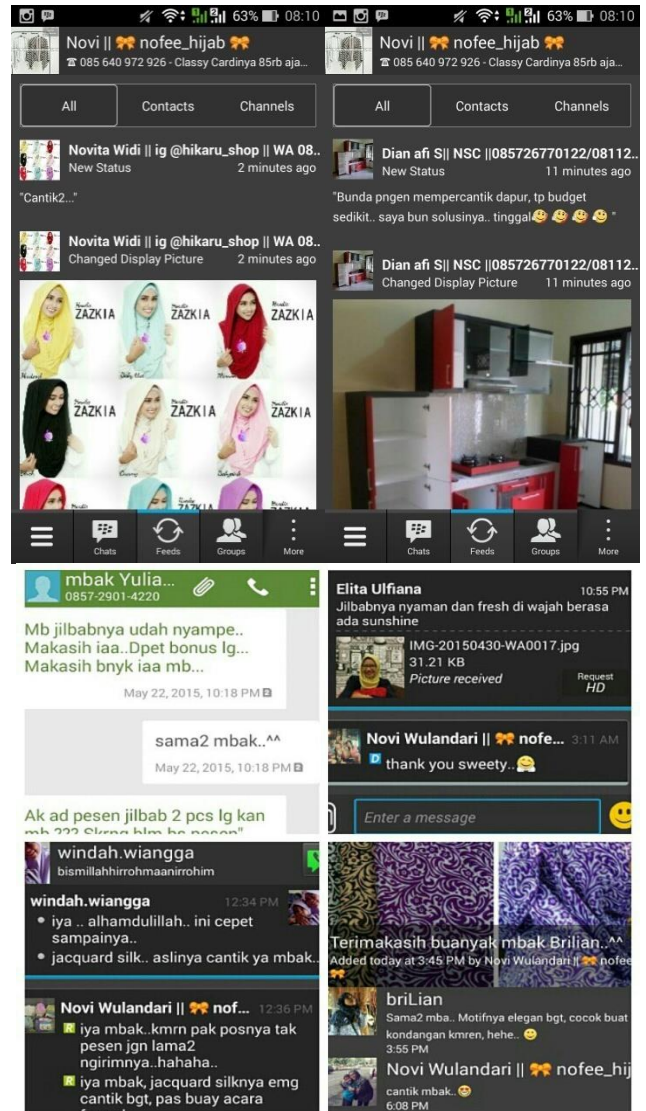 63% 08:10
Novi || nofee_hijab
085 640 972 926 - Classy Cardinya 85rb aja...
All Contacts Channels
Novita Widi || ig @hikaru_shop || WA 08..
New Status 2 minutes ago
"Cantik2..."
Novita Widi || ig @hikaru_shop || WA 08..
Changed Display Picture 2 minutes ago
ZAZKIA ZAZKIA ZAZKIA
ZAZKIA ZAZKIA ZAZKIA
Chats Feeds Groups More
63% 08:10
Novi || nofee_hijab
085 640 972 926 - Classy Cardinya 85rb aja...
All Contacts Channels
Dian afi S|| NSC ||085726770122/08112..
New Status 11 minutes ago
"Bunda pngen mempercantik dapur, tp budget
sedikit.. saya bun solusinya.. tinggal "
Dian afi S|| NSC ||085726770122/08112..
Changed Display Picture 11 minutes ago
Chats Feeds Groups More
mbak Yulia...
0857-2901-4220
Mb jilbabnya udah nyampe..
Makasih iaa..Dpet bonus lg...
Makasih bnyk iaa mb...
May 22, 2015, 10:18 PM
sama2 mbak..^^
May 22, 2015, 10:18 PM
Ak ad pesen jilbab 2 pcs lg kan
mb ??? Skrng blm bs pesen"
Elita Ulfiana 10:55 PM
Jilbabnya nyaman dan fresh di wajah berasa
ada sunshine
IMG-20150430-WA0017.jpg
31.21 KB
Picture received
Request
HD
Novi Wulandari || nofe... 3:11 AM
D thank you sweety..
Enter a message
windah.wiangga
bismillahhirrohmaanirrohim
windah.wiangga 12:34 PM
• iya .. alhamdulillah.. ini cepet
sampainya..
• jacquard silk.. aslinya cantik ya mbak..
Novi Wulandari || nof... 12:36 PM
R iya mbak..kmrn pak posnya tak
pesen jgn lama2
ngirimnya..hahaha..
R iya mbak, jacquard silknya emg
cantik bgt, pas buay acara
Terimakasih buanyak mbak Brilian..^^
Added today at 3:45 PM by Novi Wulandari || nofee
briLian
Sama2 mba.. Motifnya elegan bgt, cocok buat
kondangan kmren, hehe..
3:55 PM
Novi Wulandari || nofee_hij
cantik mbak..
6:08 PM